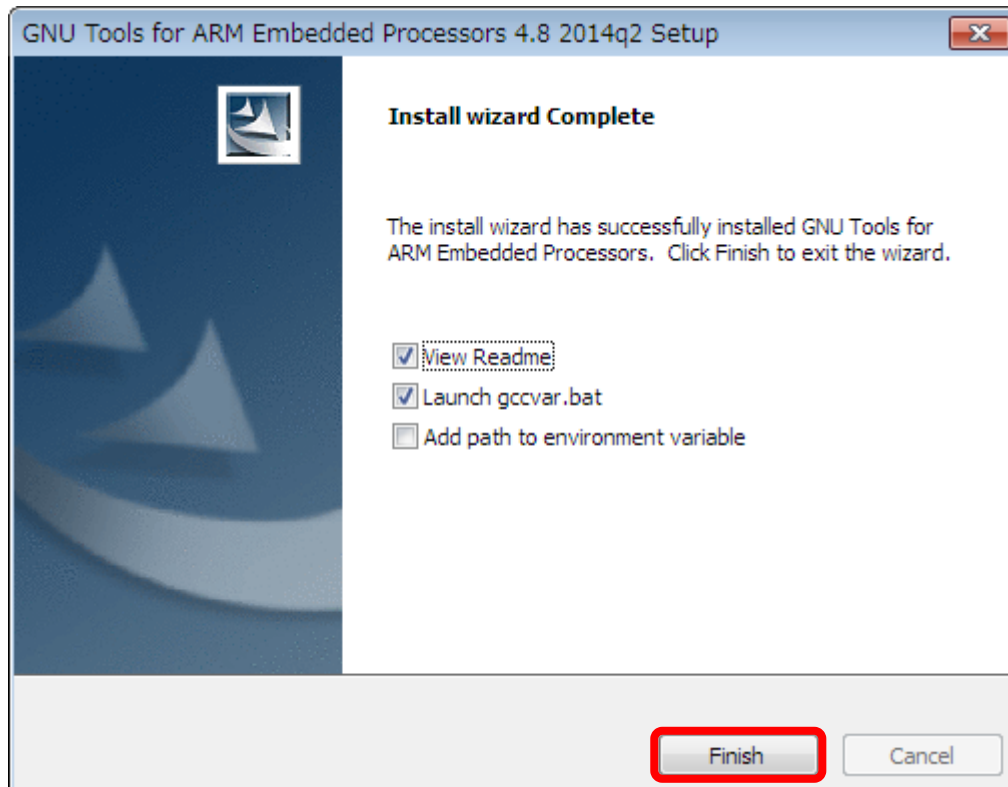 GNU Tools for ARM Embedded Processors 4.8 2014q2 Setup
Install wizard Complete
The install wizard has successfully installed GNU Tools for
ARM Embedded Processors.  Click Finish to exit the wizard.
View Readme
Launch gccvar.bat
Add path to environment variable
Finish
Cancel